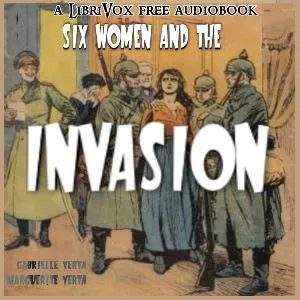 a LibriVox free audiobook
SIX WOMEN AND THE
INVASION
GABRIELLE YERTA
MARGUERITE YERTA